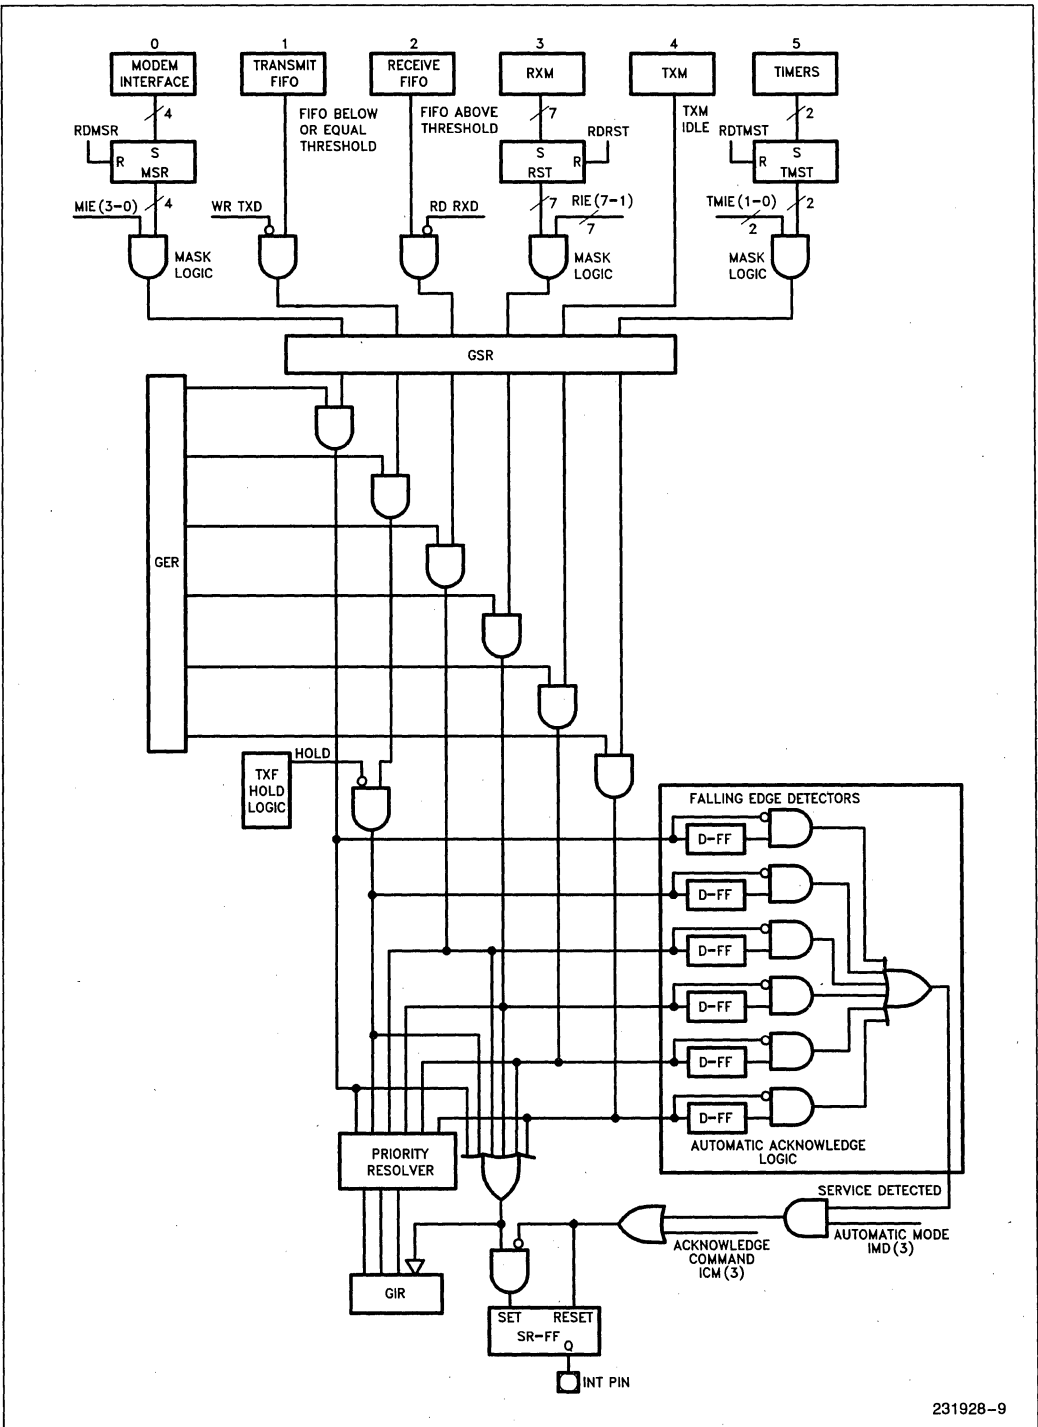 0 1 2 3 4 5
MODEM
INTERFACE
TRANSMIT
FIFO
RECEIVE
FIFO
RXM
TXM
TIMERS
4
FIFO BELOW
OR EQUAL
THRESHOLD
FIFO ABOVE
THRESHOLD
7
TXM
IDLE
2
RDMSR
R
S
MSR
S
RST
R
RDRST
RDTMST
R
S
TMST
MIE(3-0)
4
WR TXD
RD RXD
7
RIE(7-1)
7
TMIE(1-0)
2
2
MASK
LOGIC
MASK
LOGIC
MASK
LOGIC
GSR
GER
HOLD
TXF
HOLD
LOGIC
FALLING EDGE DETECTORS
D-FF
D-FF
D-FF
D-FF
D-FF
D-FF
AUTOMATIC ACKNOWLEDGE
LOGIC
PRIORITY
RESOLVER
SERVICE DETECTED
AUTOMATIC MODE
IMD(3)
ACKNOWLEDGE
COMMAND
ICM(3)
GIR
SET RESET
SR-FF
Q
INT PIN
231928-9